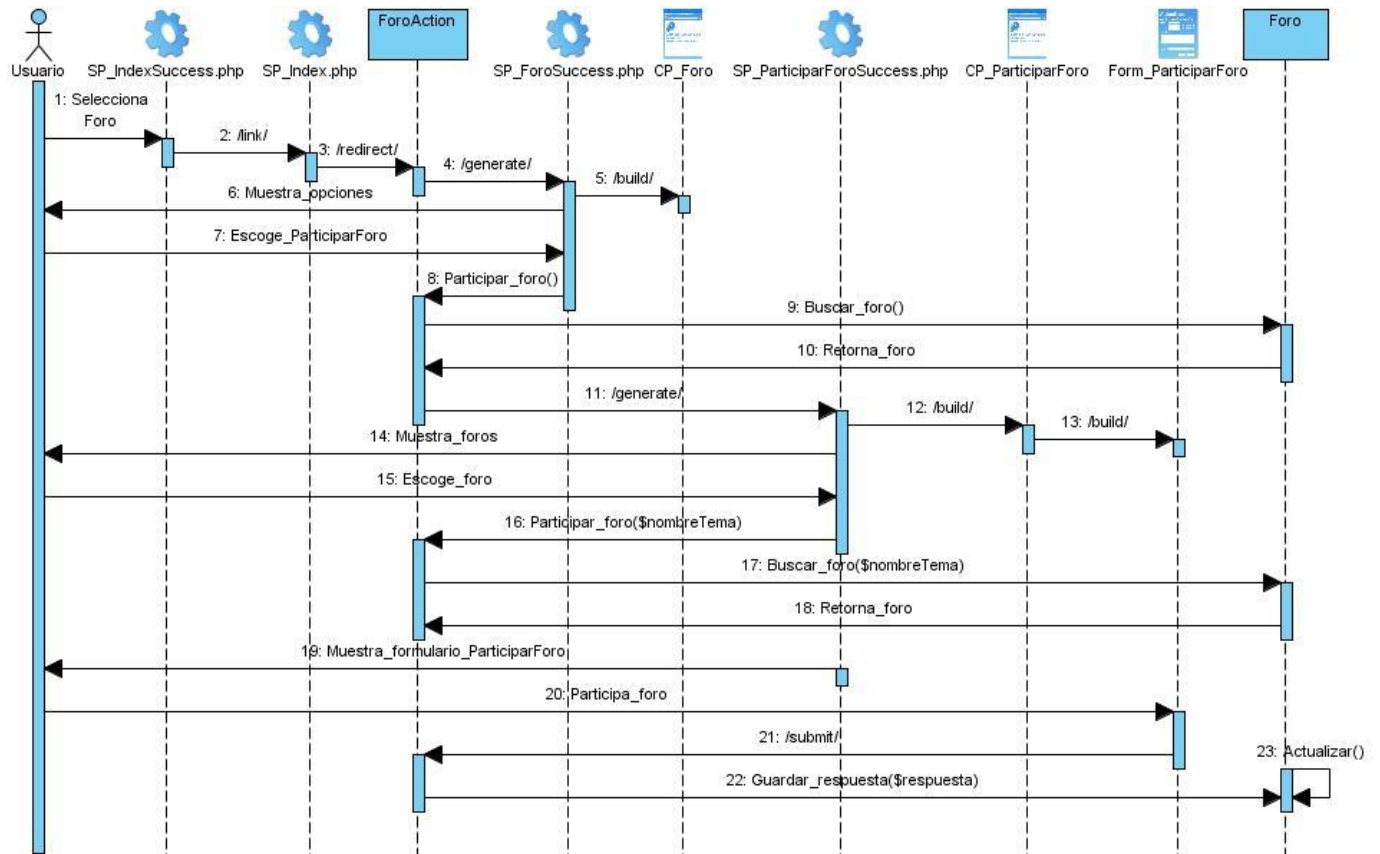 ForoAction
Foro
Usuario
SP_IndexSuccess.php
SP_Index.php
SP_ForoSuccess.php
CP_Foro
SP_ParticiparForoSuccess.php
CP_ParticiparForo
Form_ParticiparForo
1: Selecciona
Foro
2: /link/
3: /redirect/
4: /generate/
5: /build/
6: Muestra_opciones
7: Escoge_ParticiparForo
8: Participar_foro()
9: Buscar_foro()
10: Retorna_foro
11: /generate/
12: /build/
13: /build/
14: Muestra_foros
15: Escoge_foro
16: Participar_foro($nombreTema)
17: Buscar_foro($nombreTema)
18: Retorna_foro
19: Muestra_formulario_ParticiparForo
20: Participa_foro
21: /submit/
22: Guardar_respuesta($respuesta)
23: Actualizar()